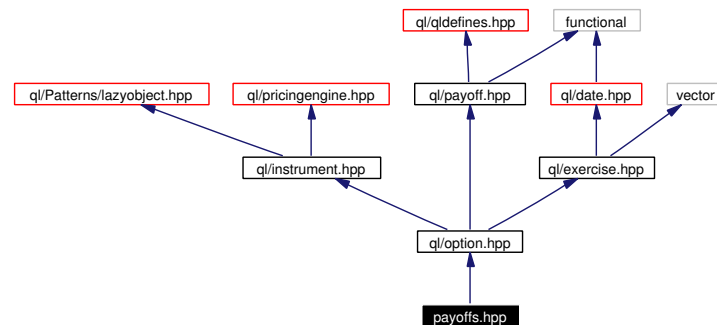 ql/qldefines.hpp functional
ql/Patterns/lazyobject.hpp ql/pricingengine.hpp ql/payoff.hpp ql/date.hpp vector
ql/instrument.hpp ql/exercise.hpp
ql/option.hpp
payoffs.hpp